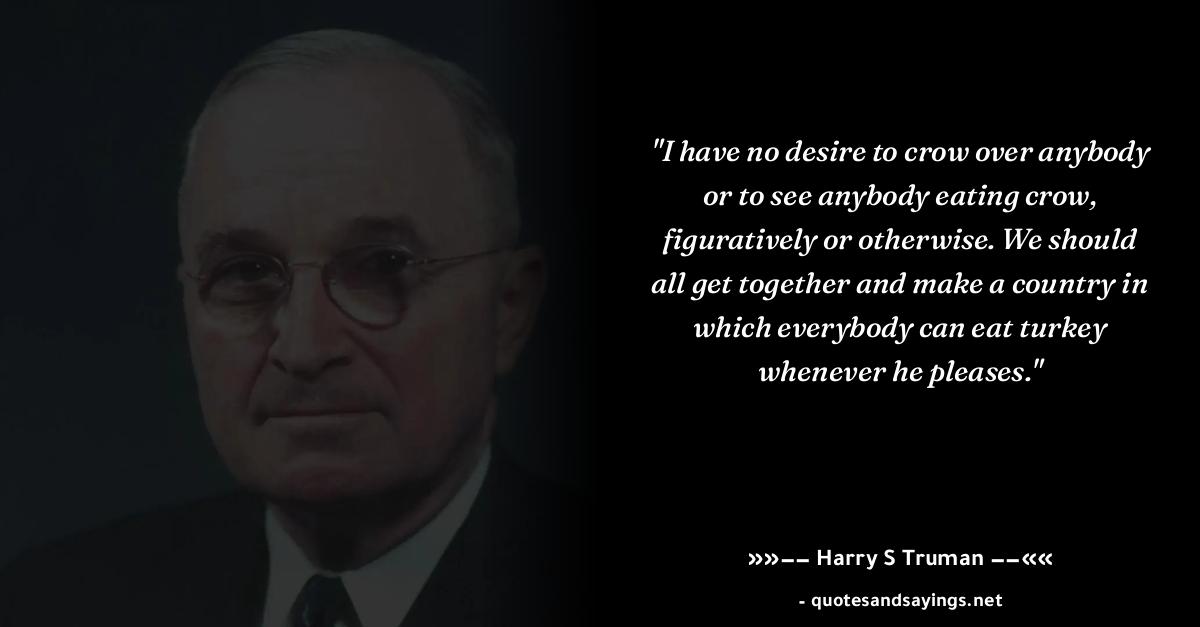 "I have no desire to crow over anybody
or to see anybody eating crow,
figuratively or otherwise. We should
all get together and make a country in
which everybody can eat turkey
whenever he pleases."
»»−− Harry S Truman −−««
- quotesandsayings.net